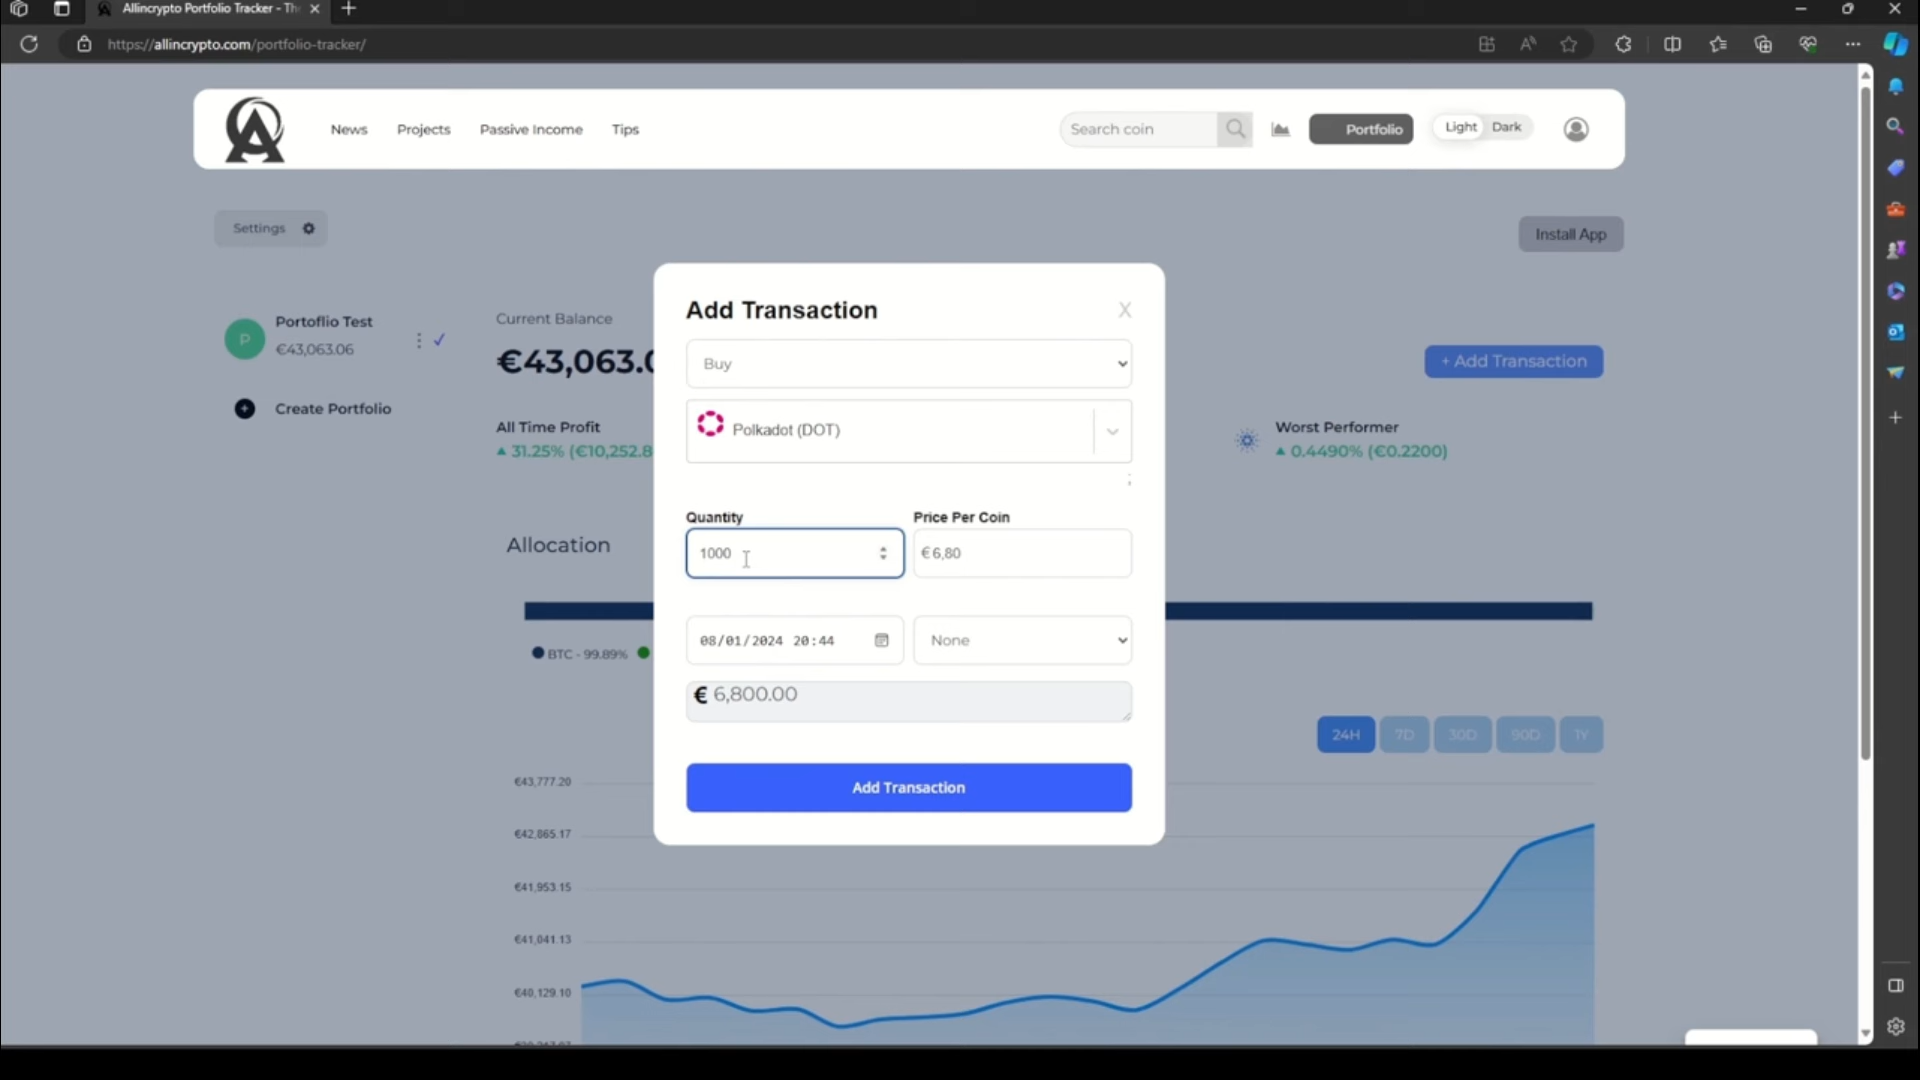 Allincrypto Portfolio Tracker - Th
https://allincrypto.com/portfolio-tracker/
News
Projects
Passive Income
Tips
Search coin
Portfolio
Light
Dark
Settings
Install App
P
Portoflio Test
€43,063.06
Create Portfolio
Current Balance
€43,063.0
+ Add Transaction
All Time Profit
31.25% (€10,252.8
Worst Performer
0.4490% (€0.2200)
Allocation
BTC - 99.89%
Add Transaction
X
Buy
Polkadot (DOT)
Quantity
Price Per Coin
1000
€6,80
08/01/2024 20:44
None
€ 6,800.00
Add Transaction
24H
7D
30D
90D
1Y
€43,777.20
€42,865.17
€41,953.15
€41,041.13
€40,129.10